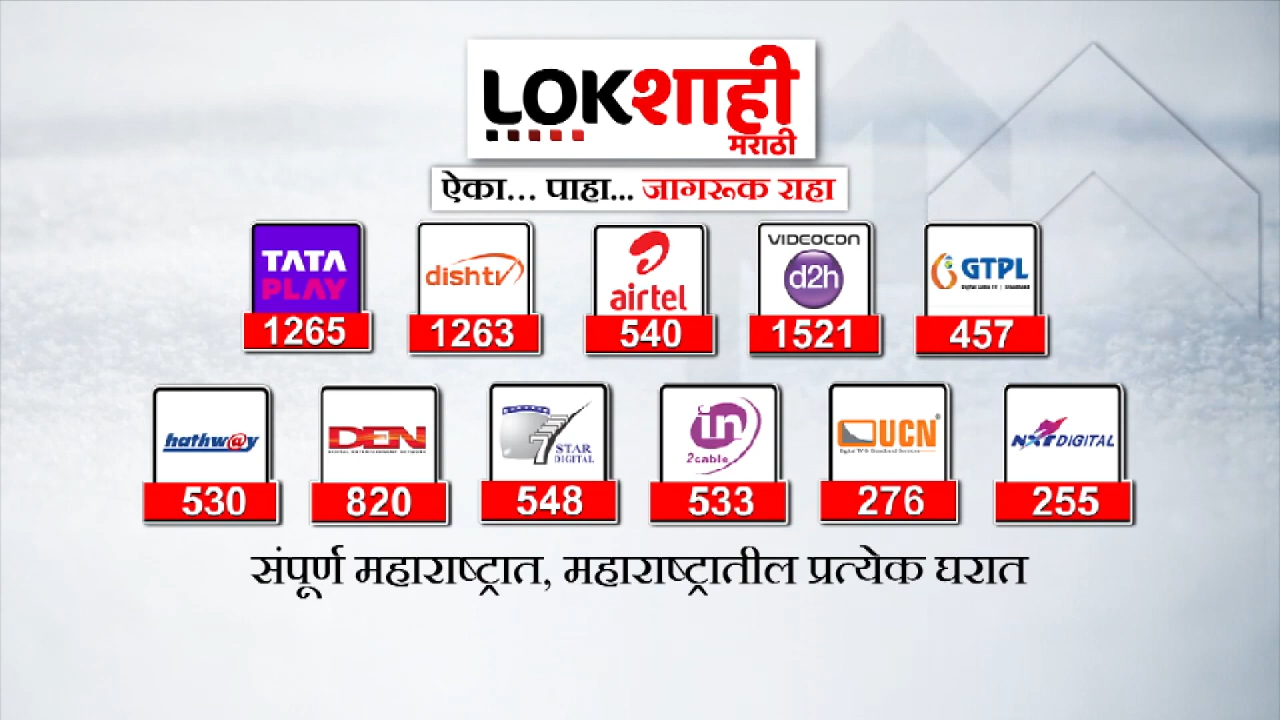 LOKशाही
मराठी
ऐका... पाहा... जागरूक राहा
TATA PLAY
dishtv
airtel
VIDEOCON d2h
GTPL
1265 1263 540 1521 457
hathw@y
DEN
7 STAR DIGITAL
in 2cable
UCN
NXT DIGITAL
530 820 548 533 276 255
संपूर्ण महाराष्ट्रात, महाराष्ट्रातील प्रत्येक घरात